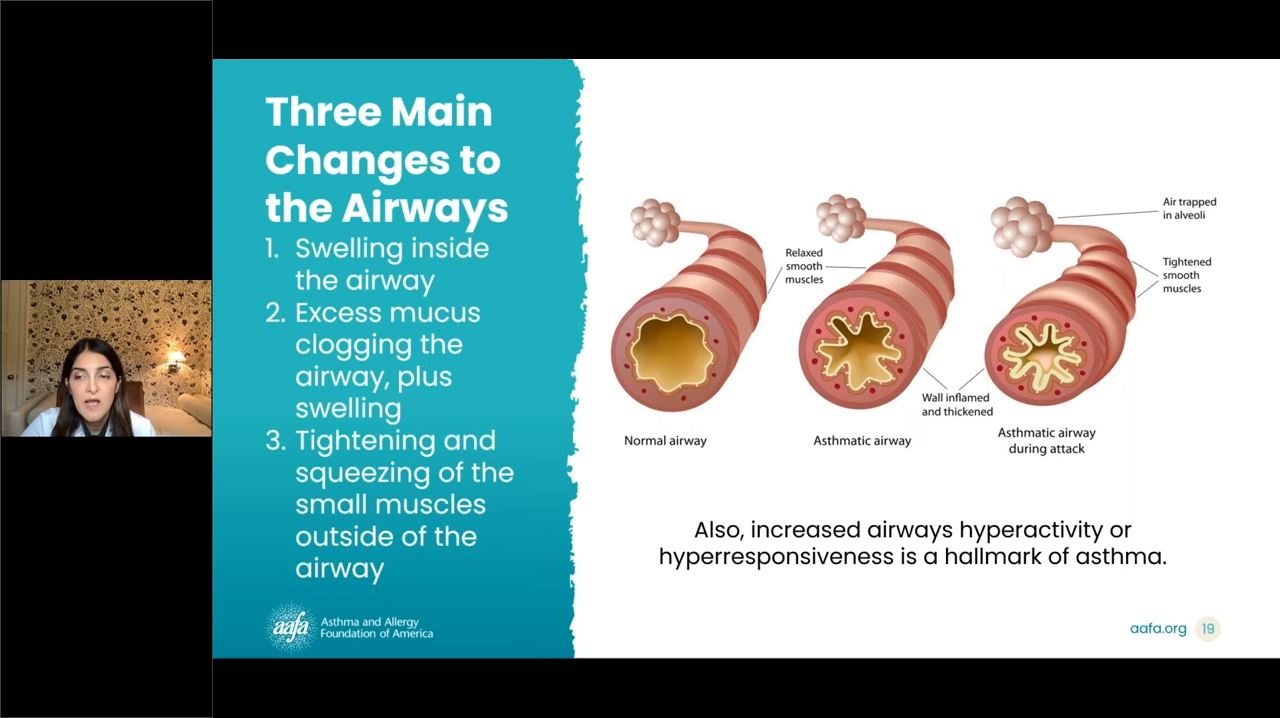 Three Main
Changes to
the Airways
1. Swelling inside
the airway
2. Excess mucus
clogging the
airway, plus
swelling
3. Tightening and
squeezing of the
small muscles
outside of the
airway
aafa
Asthma and Allergy
Foundation of America
Relaxed
smooth
muscles
Air trapped
in alveoli
Tightened
smooth
muscles
Wall inflamed
and thickened
Normal airway
Asthmatic airway
Asthmatic airway
during attack
Also, increased airways hyperactivity or
hyperresponsiveness is a hallmark of asthma.
aafa.org 19